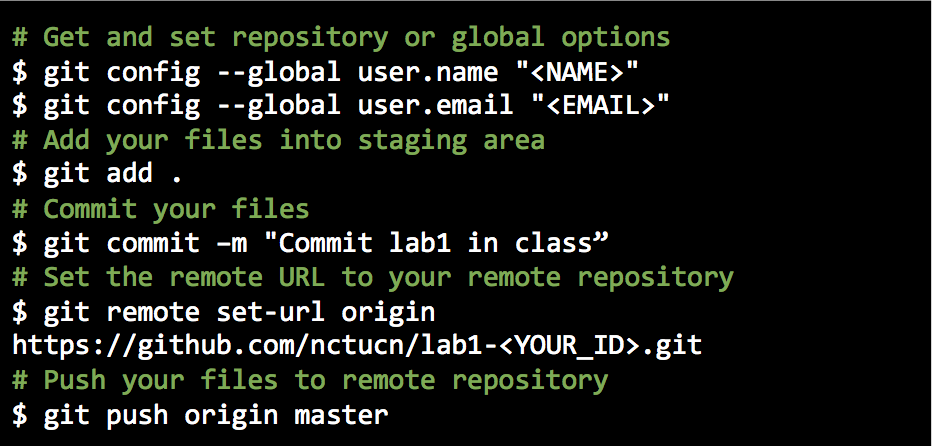 # Get and set repository or global options
$ git config --global user.name "<NAME>"
$ git config --global user.email "<EMAIL>"
# Add your files into staging area
$ git add .
# Commit your files
$ git commit –m "Commit lab1 in class”
# Set the remote URL to your remote repository
$ git remote set-url origin
https://github.com/nctucn/lab1-<YOUR_ID>.git
# Push your files to remote repository
$ git push origin master